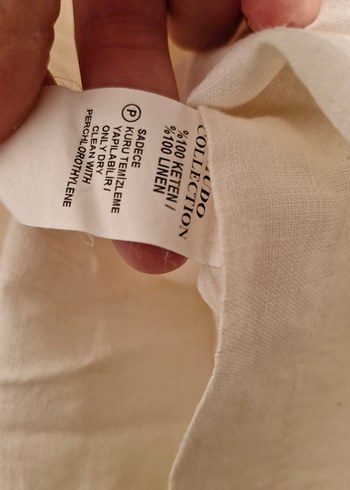 COLLECTION
%100 KETEN /
%100 LINEN
P
SADECE
KURU TEMİZLEME
YAPILABİLİR /
ONLY DRY
CLEAN WITH
PERCHLOROTHYLENE